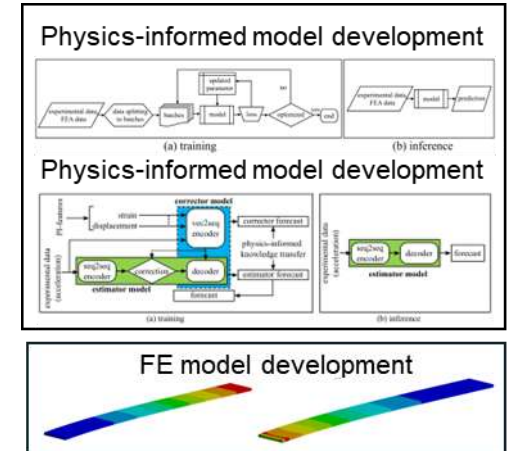 Physics-informed model development
updated
parameter
no
experimental data
FEA data
data splitting
to batches
batches
model
loss
optimized
yes
end
experimental data
FEA data
model
prediction
(a) training
(b) inference
Physics-informed model development
corrector model
PI-features
strain
displacement
vec2seq
encoder
corrector forecast
physics-informed
knowledge transfer
experimental data
(acceleration)
seq2seq
encoder
correction
decoder
estimator forecast
estimator model
forecast
(a) training
experimental data
(acceleration)
seq2seq
encoder
decoder
forecast
estimator model
(b) inference
FE model development